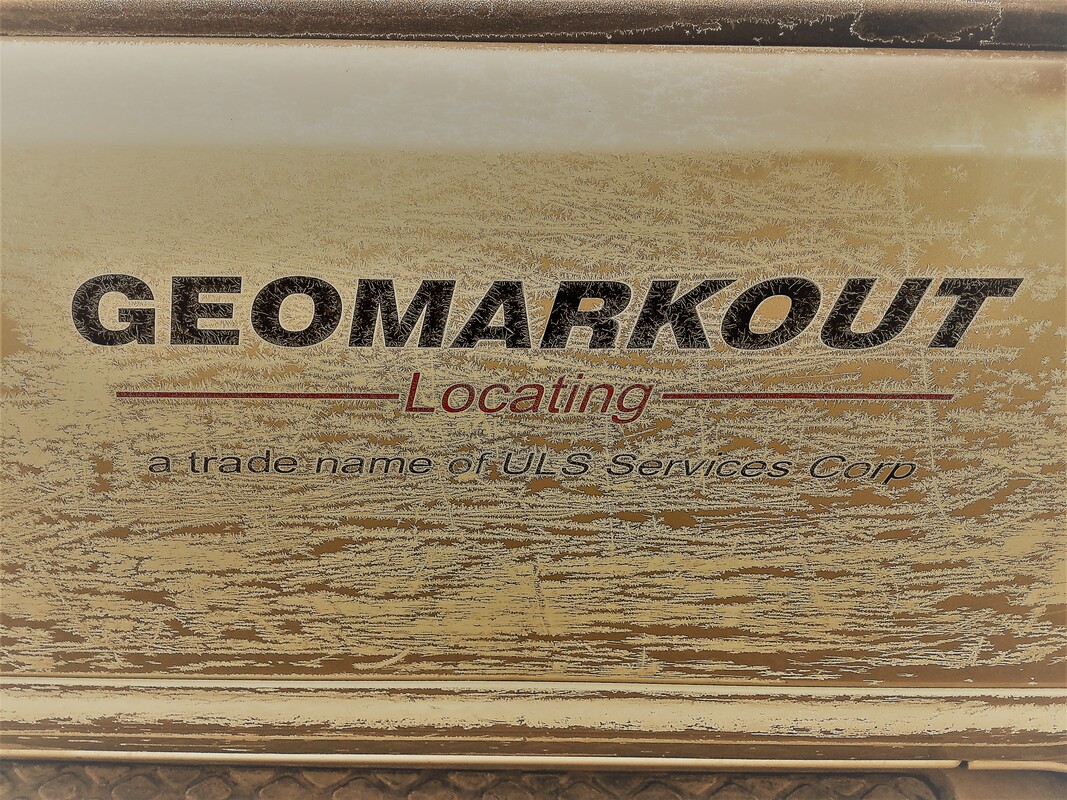 GEOMARKOUT
Locating
a trade name of ULS Services Corp